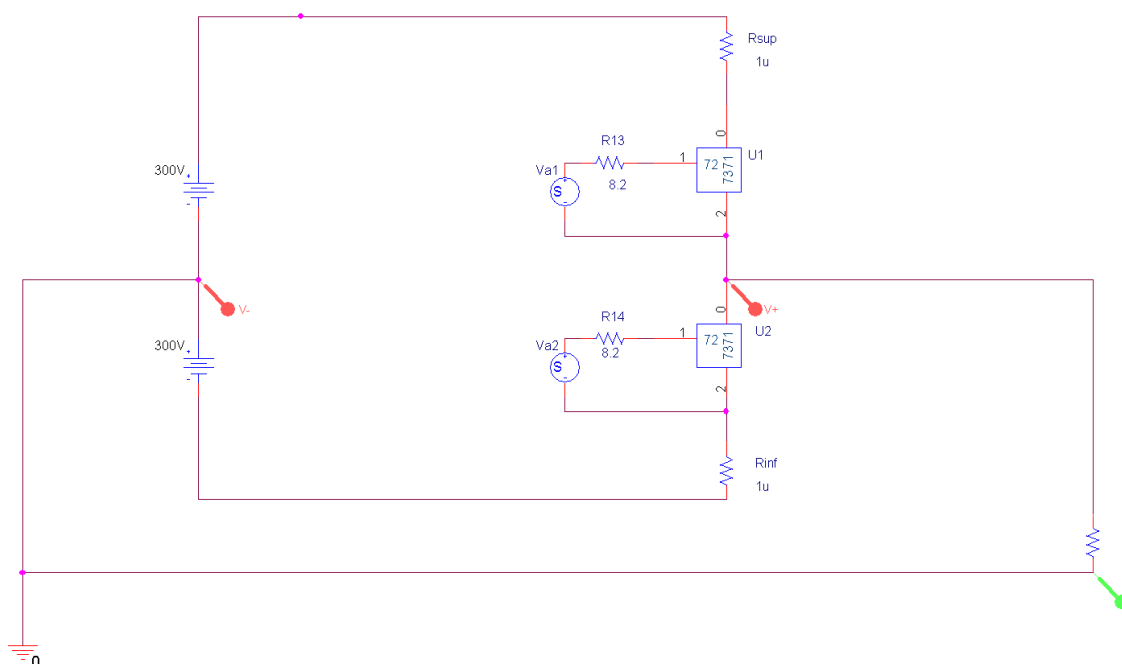 Rsup
1u
0
R13
1
72
7371
U1
300V
+
-
Va1
S
+
-
8.2
2
V-
V+
0
R14
1
72
7371
U2
300V
+
-
Va2
S
+
-
8.2
2
Rinf
1u
0